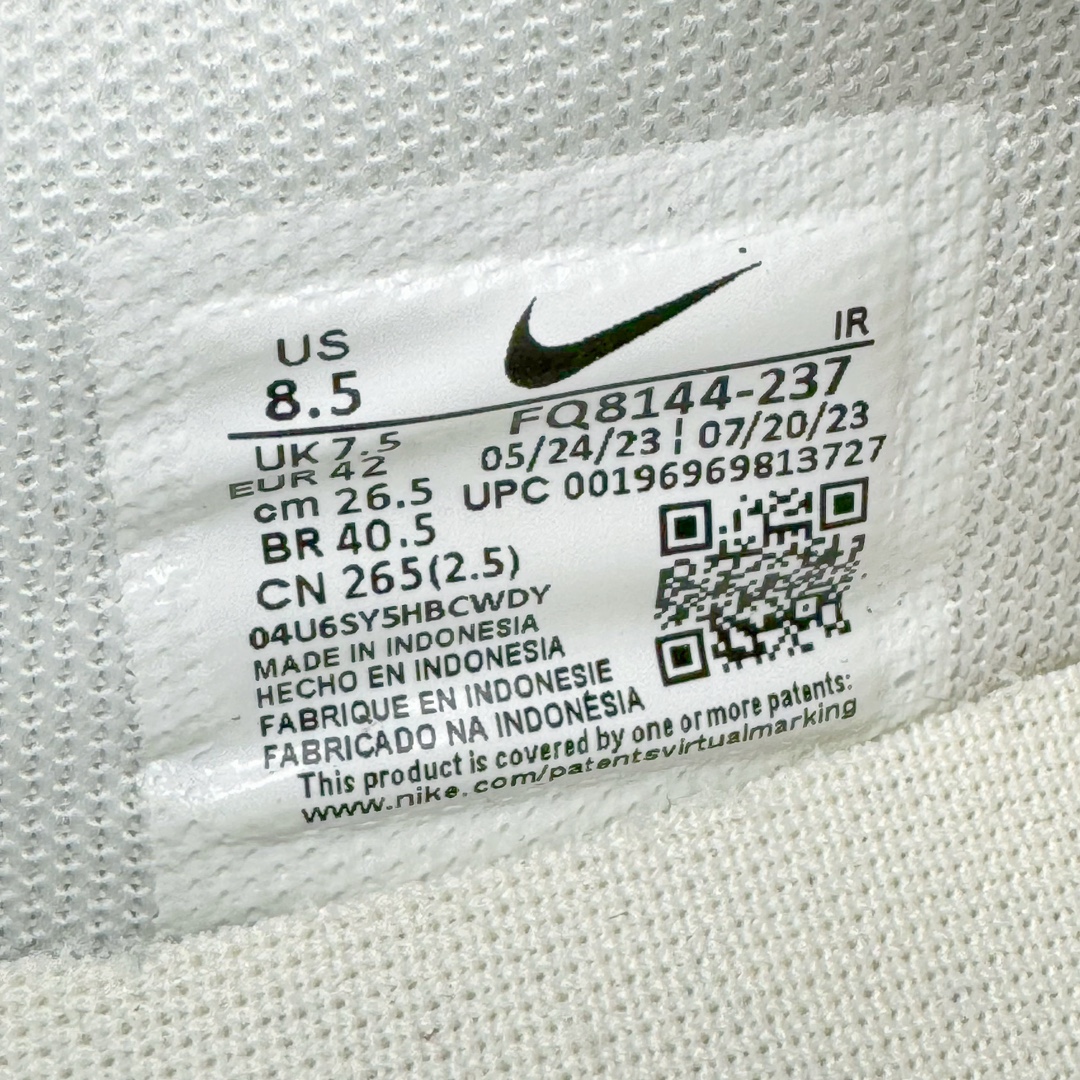 US
8.5
IR
UK 7.5
EUR 42
cm 26.5
BR 40.5
CN 265(2.5)
FQ8144-237
05/24/23 ¦ 07/20/23
UPC 00196969813727
04U6SY5HBCWDY
MADE IN INDONESIA
HECHO EN INDONESIA
FABRIQUE EN INDONESIE
FABRICADO NA INDONÉSIA
This product is covered by one or more patents:
www.nike.com/patentsvirtualmarking